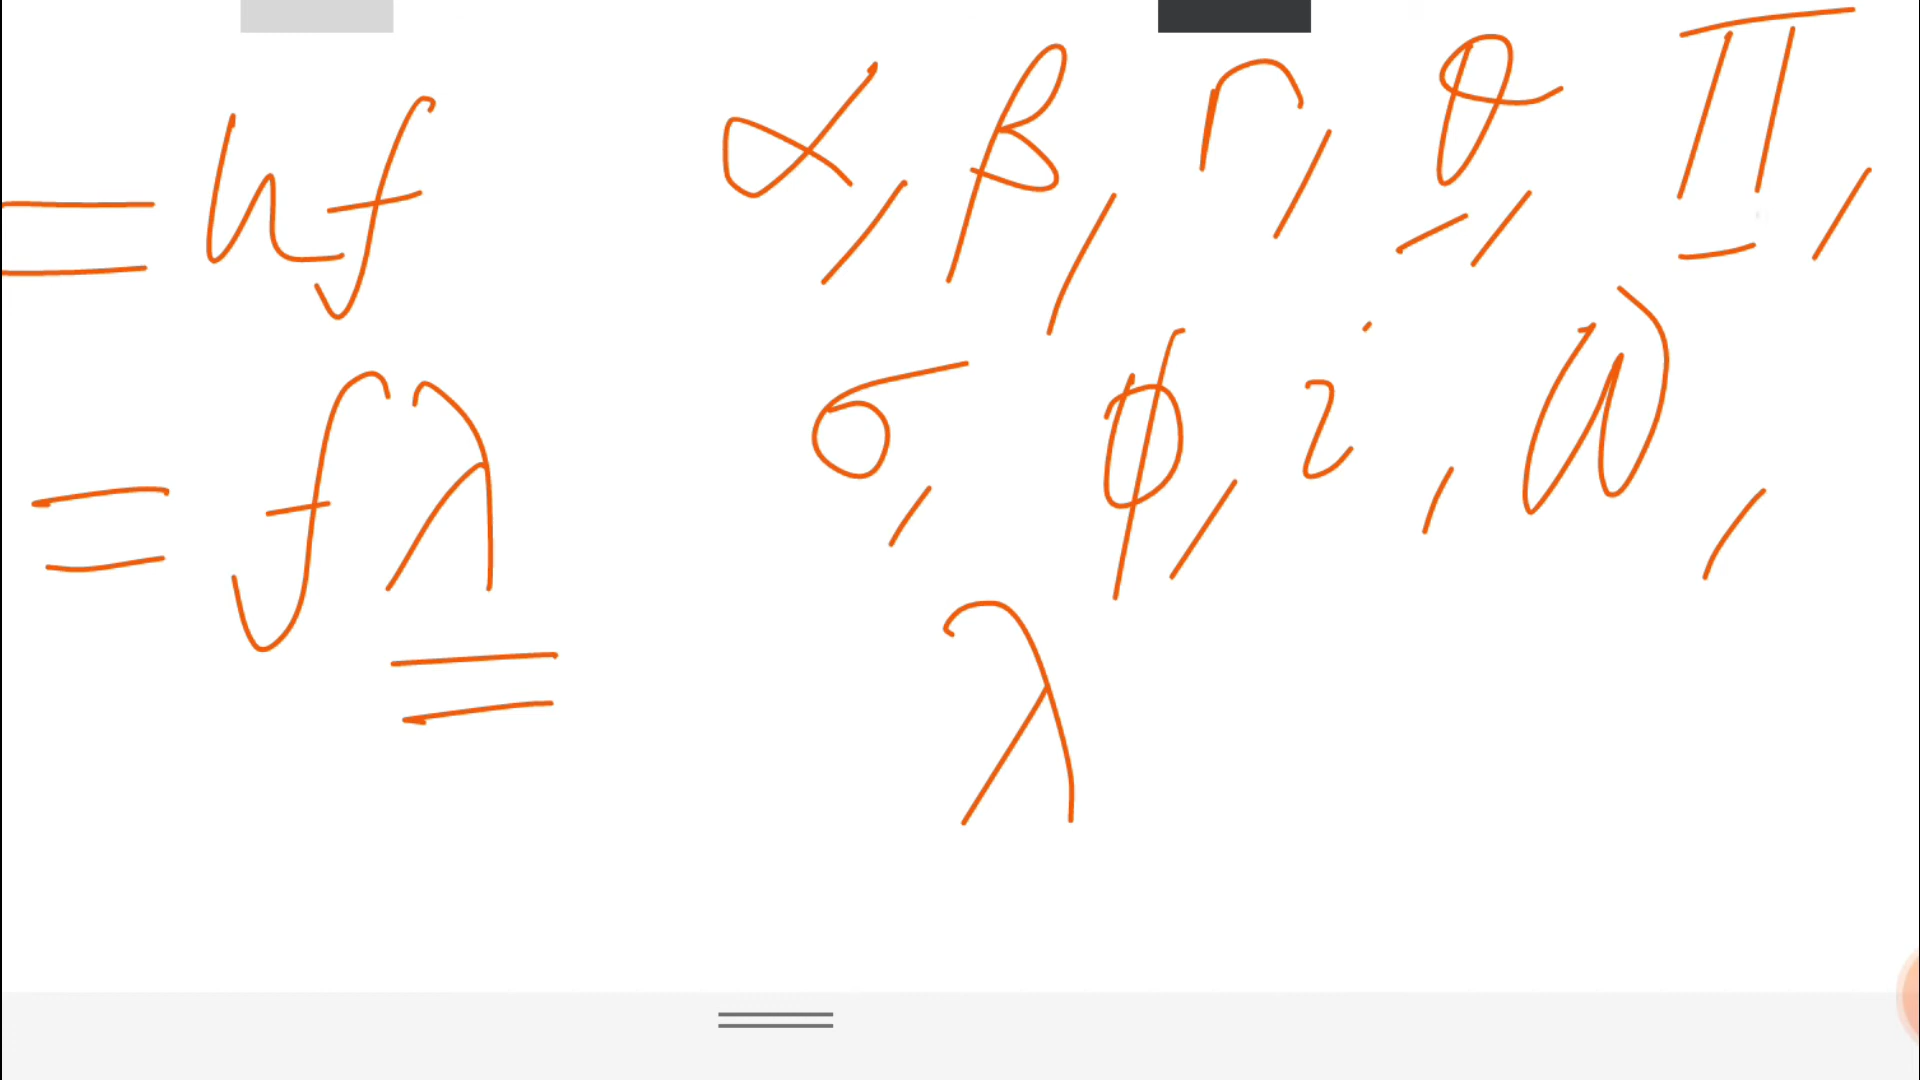 = hf
α, β, r, θ, π,
σ, ϕ, i, ω,
= fλ
λ